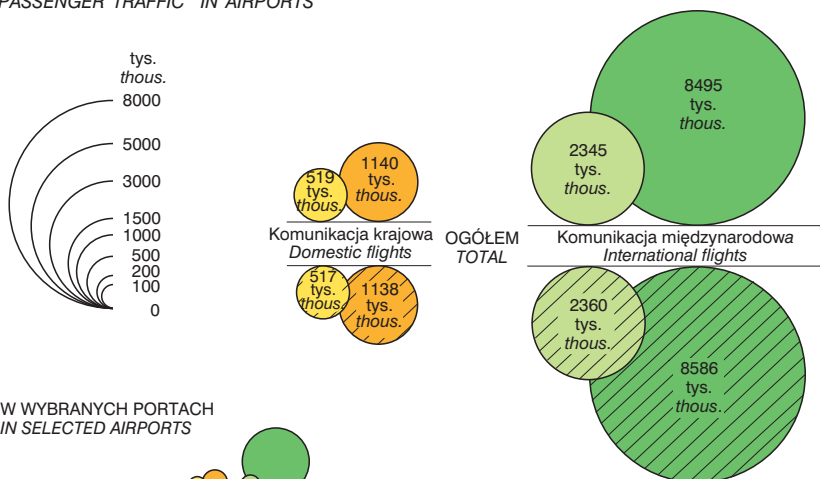 PASSENGER TRAFFIC IN AIRPORTS
tys.
thous.
8000
5000
3000
1500
1000
500
200
100
0
519
tys.
thous.
1140
tys.
thous.
Komunikacja krajowa
Domestic flights
517
tys.
thous.
1138
tys.
thous.
OGÓŁEM
TOTAL
8495
tys.
thous.
2345
tys.
thous.
Komunikacja międzynarodowa
International flights
2360
tys.
thous.
8586
tys.
thous.
W WYBRANYCH PORTACH
IN SELECTED AIRPORTS